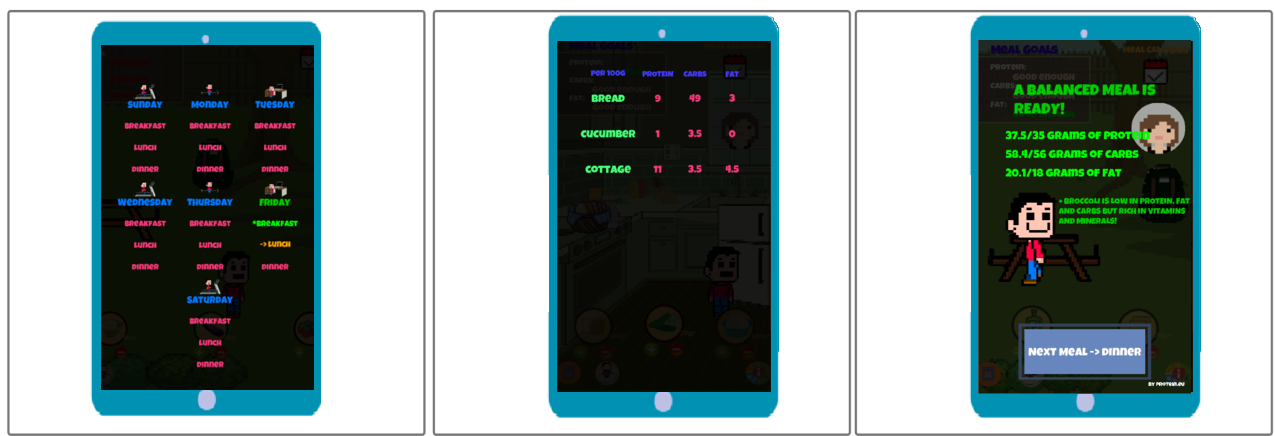 SUNDAY MONDAY TUESDAY
BREAKFAST BREAKFAST BREAKFAST
LUNCH LUNCH LUNCH
DINNER DINNER DINNER
WEDNESDAY THURSDAY FRIDAY
BREAKFAST BREAKFAST *BREAKFAST
LUNCH LUNCH -> LUNCH
DINNER DINNER DINNER
SATURDAY
BREAKFAST
LUNCH
DINNER
MEAL GOALS
PER 100G PROTEIN CARBS FAT
BREAD 9 49 3
CUCUMBER 1 3.5 0
COTTAGE 11 3.5 4.5
MEAL GOALS
PROTEIN:
GOOD ENOUGH
CARBS
FAT:
A BALANCED MEAL IS
READY!
37.5/35 GRAMS OF PROTEIN
58.4/56 GRAMS OF CARBS
20.1/18 GRAMS OF FAT
* BROCCOLI IS LOW IN PROTEIN, FAT
AND CARBS BUT RICH IN VITAMINS
AND MINERALS!
NEXT MEAL -> DINNER
BY PROTEIN.EU